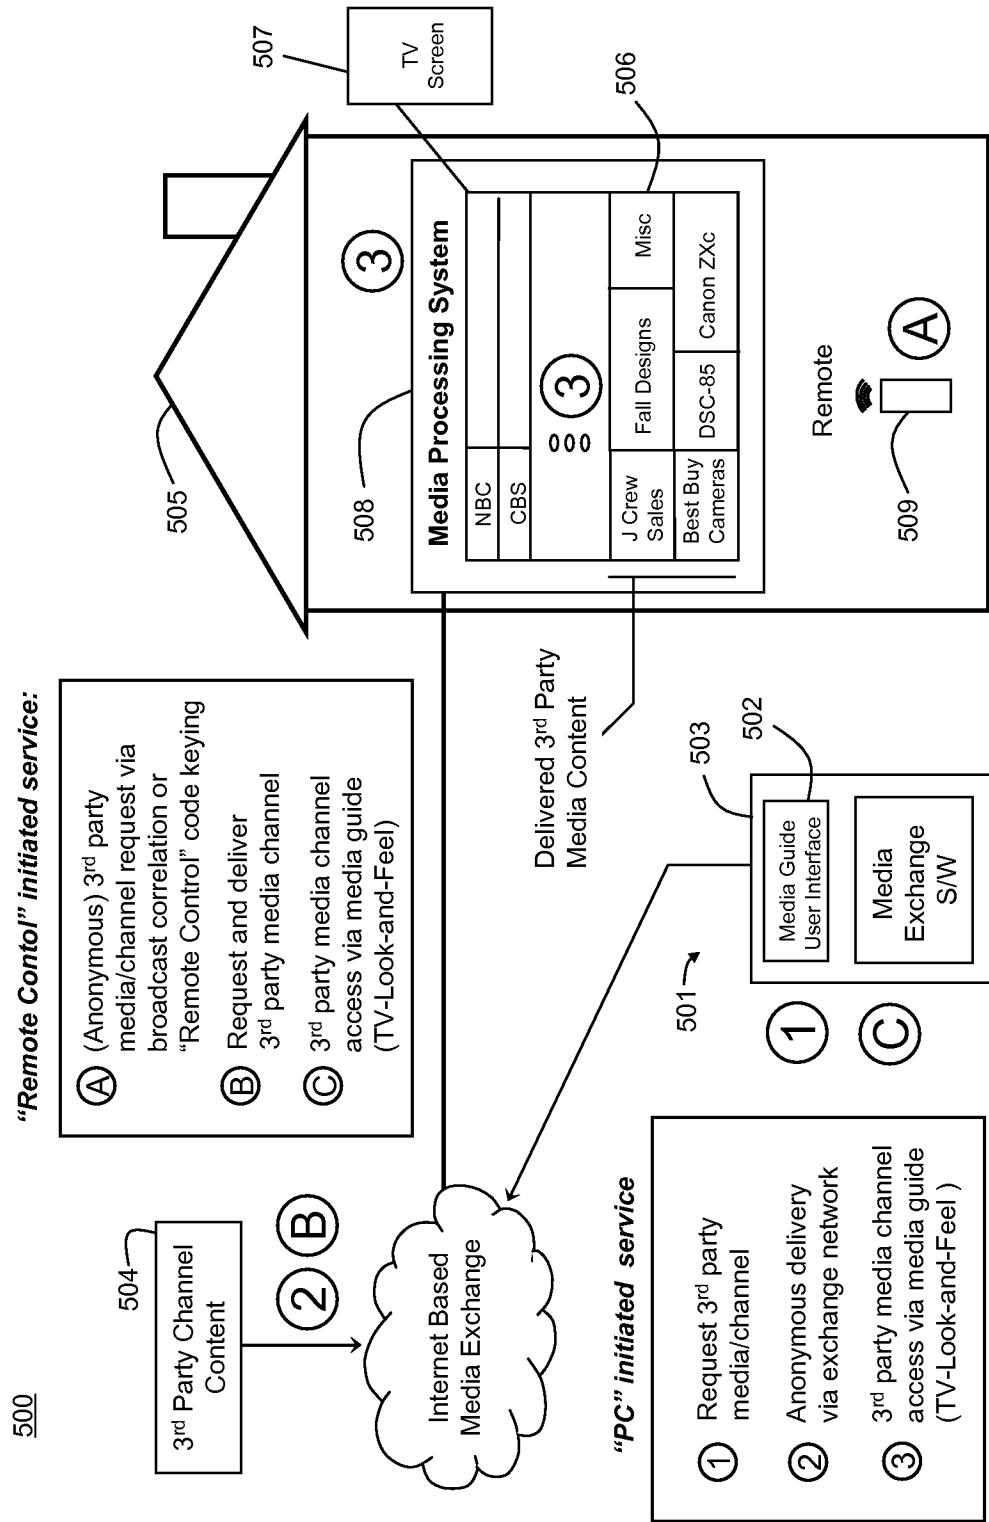 500
"Remote Contol" initiated service:
A (Anonymous) 3rd party
media/channel request via
broadcast correlation or
"Remote Control" code keying
B Request and deliver
3rd party media channel
C 3rd party media channel
access via media guide
(TV-Look-and-Feel)
504
3rd Party Channel
Content
2 B
Internet Based
Media Exchange
"PC" initiated service
1 Request 3rd party
media/channel
2 Anonymous delivery
via exchange network
3 3rd party media channel
access via media guide
(TV-Look-and-Feel )
501
1
C
503
502
Media Guide
User Interface
Media
Exchange
S/W
Delivered 3rd Party
Media Content
505
3
508
Media Processing System
NBC
CBS
3
J Crew
Sales
Fall Designs
Misc
Best Buy
Cameras
DSC-85
Canon ZXc
506
507
TV
Screen
Remote
A
509